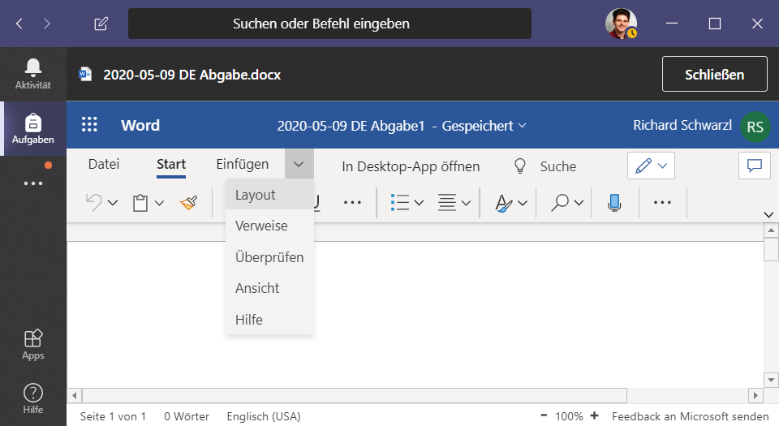 Suchen oder Befehl eingeben
Aktivität
2020-05-09 DE Abgabe.docx
Schließen
Aufgaben
Word
2020-05-09 DE Abgabe1 - Gespeichert
Richard Schwarzl
RS
Datei
Start
Einfügen
In Desktop-App öffnen
Suche
Layout
U
Verweise
Überprüfen
Ansicht
Hilfe
Apps
Hilfe
Seite 1 von 1
0 Wörter
Englisch (USA)
- 100% +
Feedback an Microsoft senden